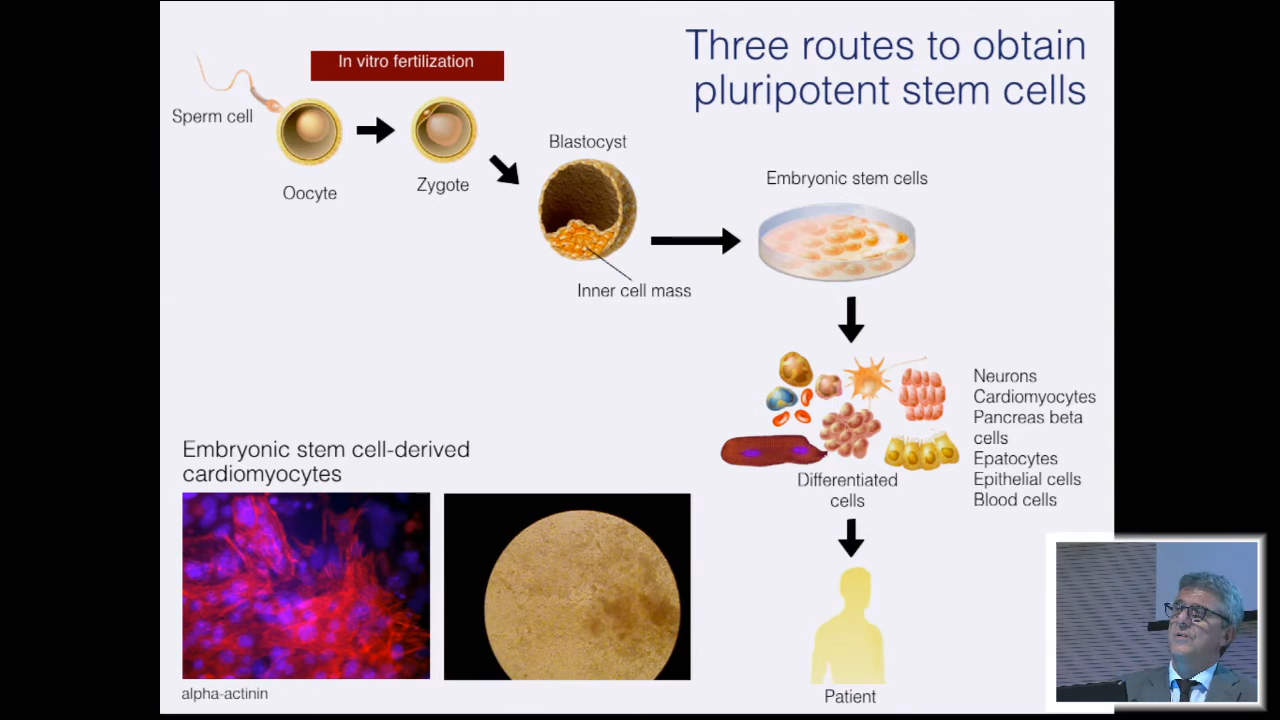 Three routes to obtain
pluripotent stem cells
In vitro fertilization
Sperm cell
Oocyte
Zygote
Blastocyst
Inner cell mass
Embryonic stem cells
Neurons
Cardiomyocytes
Pancreas beta
cells
Epatocytes
Epithelial cells
Blood cells
Differentiated
cells
Patient
Embryonic stem cell-derived
cardiomyocytes
alpha-actinin